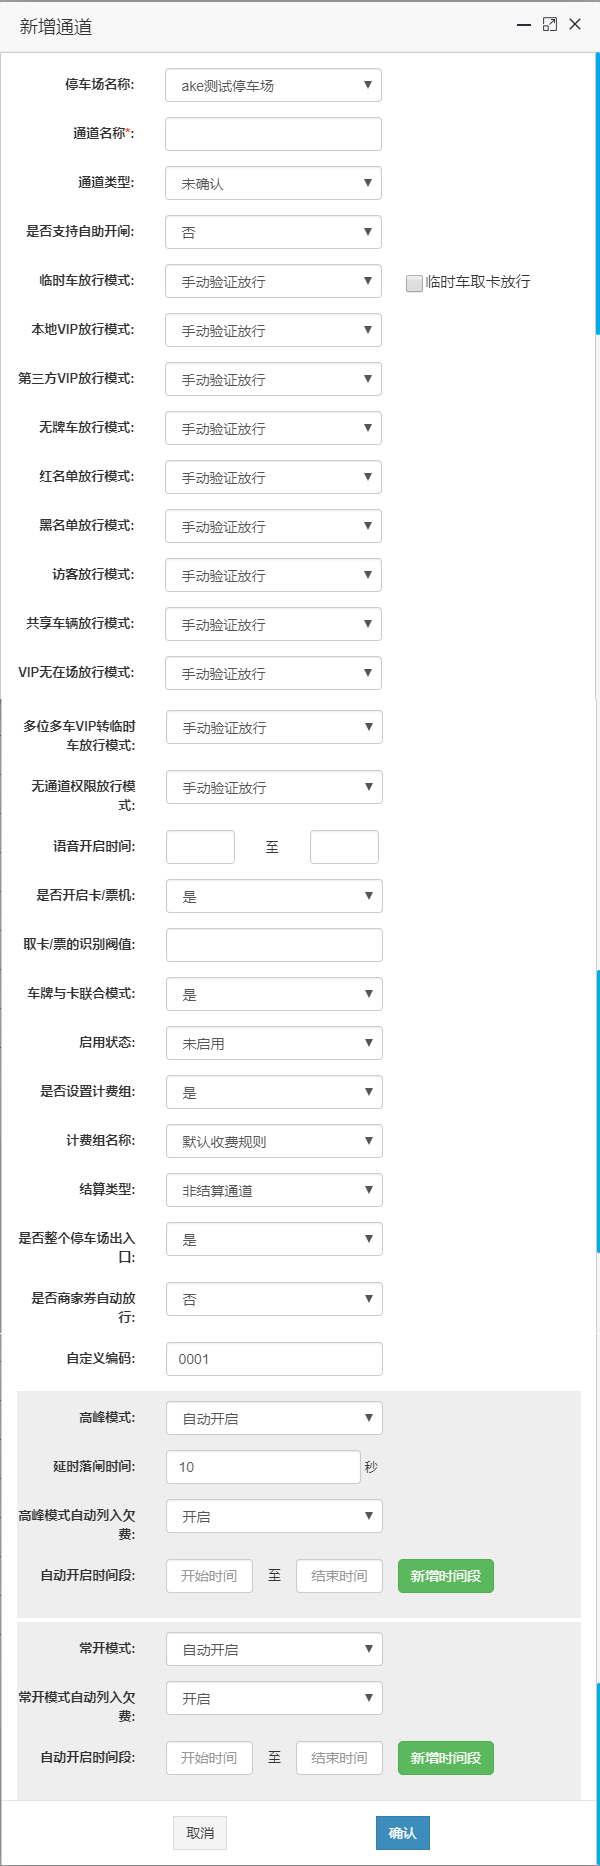 新增通道
停车场名称: ake测试停车场
通道名称*:
通道类型: 未确认
是否支持自助开闸: 否
临时车放行模式: 手动验证放行 临时车取卡放行
本地VIP放行模式: 手动验证放行
第三方VIP放行模式: 手动验证放行
无牌车放行模式: 手动验证放行
红名单放行模式: 手动验证放行
黑名单放行模式: 手动验证放行
访客放行模式: 手动验证放行
共享车辆放行模式: 手动验证放行
VIP无在场放行模式: 手动验证放行
多位多车VIP转临时
车放行模式: 手动验证放行
无通道权限放行模
式: 手动验证放行
语音开启时间: 至
是否开启卡/票机: 是
取卡/票的识别阀值:
车牌与卡联合模式: 是
启用状态: 未启用
是否设置计费组: 是
计费组名称: 默认收费规则
结算类型: 非结算通道
是否整个停车场出入
口: 是
是否商家券自动放
行: 否
自定义编码: 0001
高峰模式: 自动开启
延时落闸时间: 10 秒
高峰模式自动列入欠
费: 开启
自动开启时间段: 开始时间 至 结束时间 新增时间段
常开模式: 自动开启
常开模式自动列入欠
费: 开启
自动开启时间段: 开始时间 至 结束时间 新增时间段
取消 确认